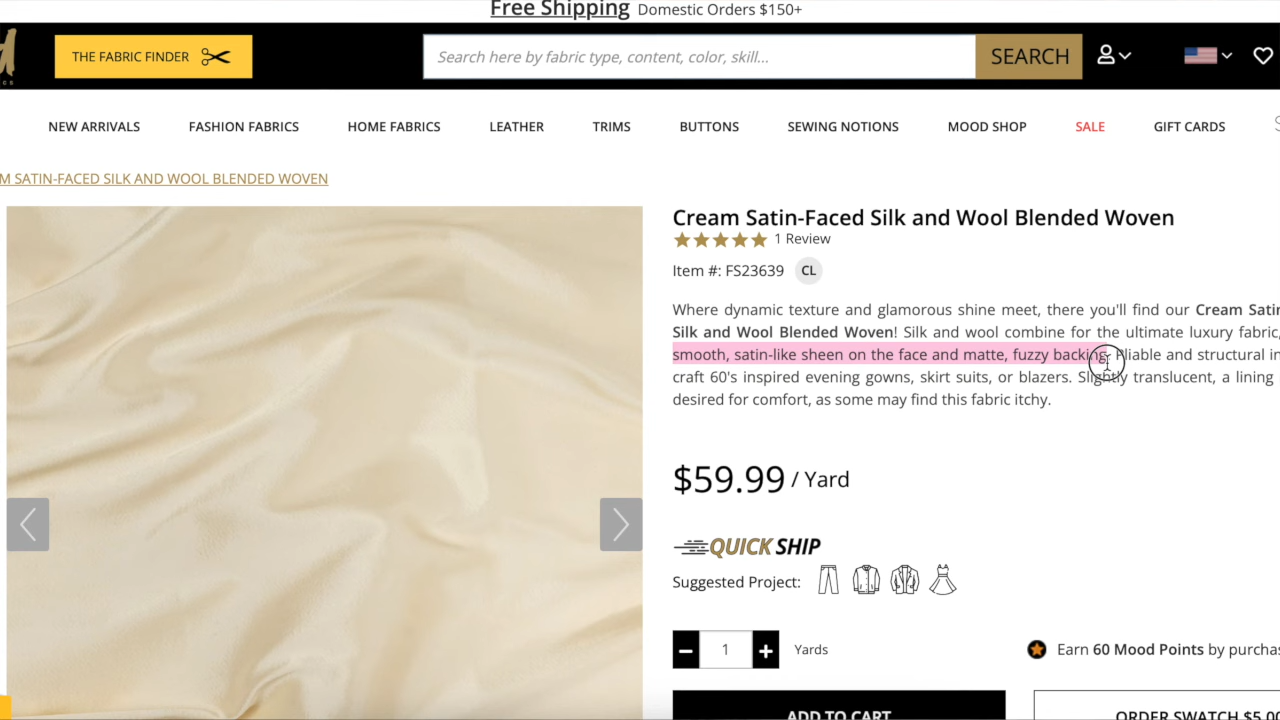 Free Shipping Domestic Orders $150+
THE FABRIC FINDER
Search here by fabric type, content, color, skill...
SEARCH
NEW ARRIVALS
FASHION FABRICS
HOME FABRICS
LEATHER
TRIMS
BUTTONS
SEWING NOTIONS
MOOD SHOP
SALE
GIFT CARDS
M SATIN-FACED SILK AND WOOL BLENDED WOVEN
Cream Satin-Faced Silk and Wool Blended Woven
1 Review
Item #: FS23639 CL
Where dynamic texture and glamorous shine meet, there you'll find our Cream
Silk and Wool Blended Woven! Silk and wool combine for the ultimate luxury fabric,
smooth, satin-like sheen on the face and matte, fuzzy backing. Pliable and structural
craft 60's inspired evening gowns, skirt suits, or blazers. Slightly translucent, a lining
desired for comfort, as some may find this fabric itchy.
$59.99 / Yard
QUICK SHIP
Suggested Project:
1
Yards
Earn 60 Mood Points by
ADD TO CART
ORDER SWATCH